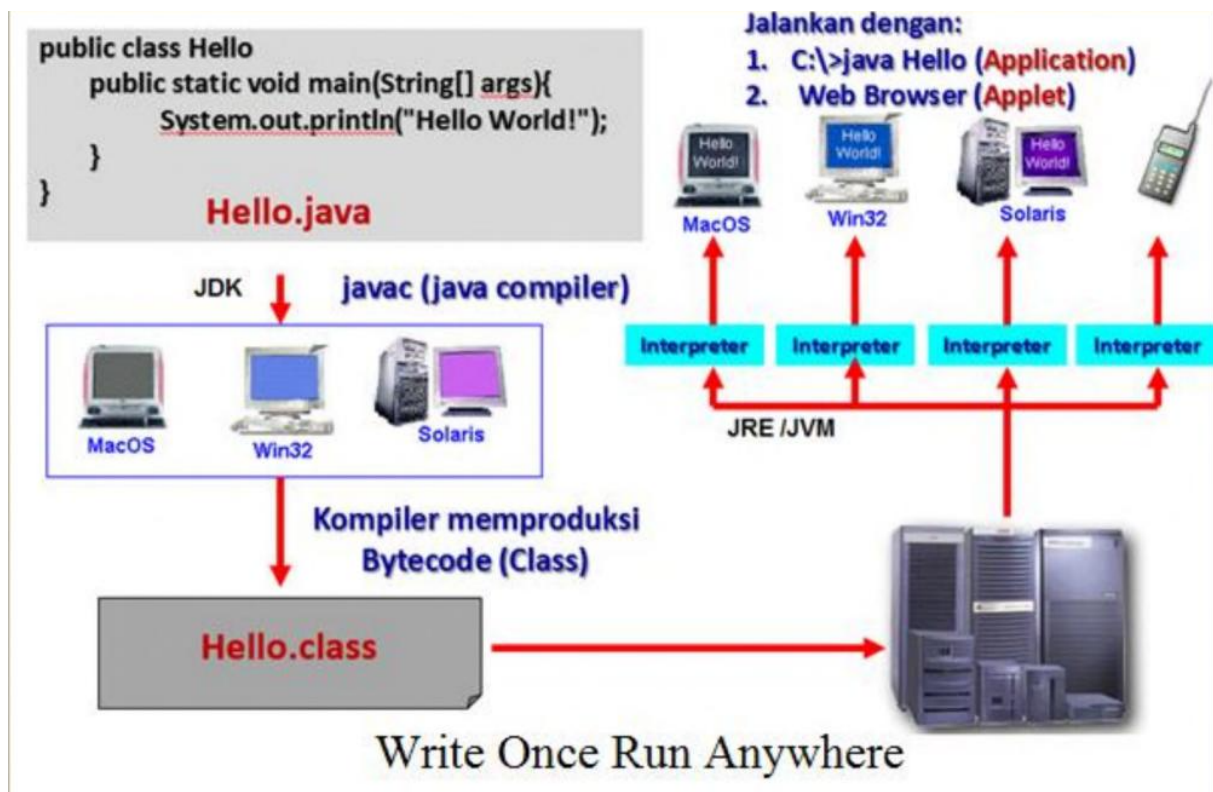 public class Hello
public static void main(String[] args){
System.out.println("Hello World!");
}
}
Hello.java
JDK
javac (java compiler)
MacOS
Win32
Solaris
Kompiler memproduksi
Bytecode (Class)
Hello.class
Jalankan dengan:
1. C:\>java Hello (Application)
2. Web Browser (Applet)
Hello
World!
MacOS
Hello
World!
Win32
Hello
World!
Solaris
Interpreter
Interpreter
Interpreter
Interpreter
JRE /JVM
Write Once Run Anywhere